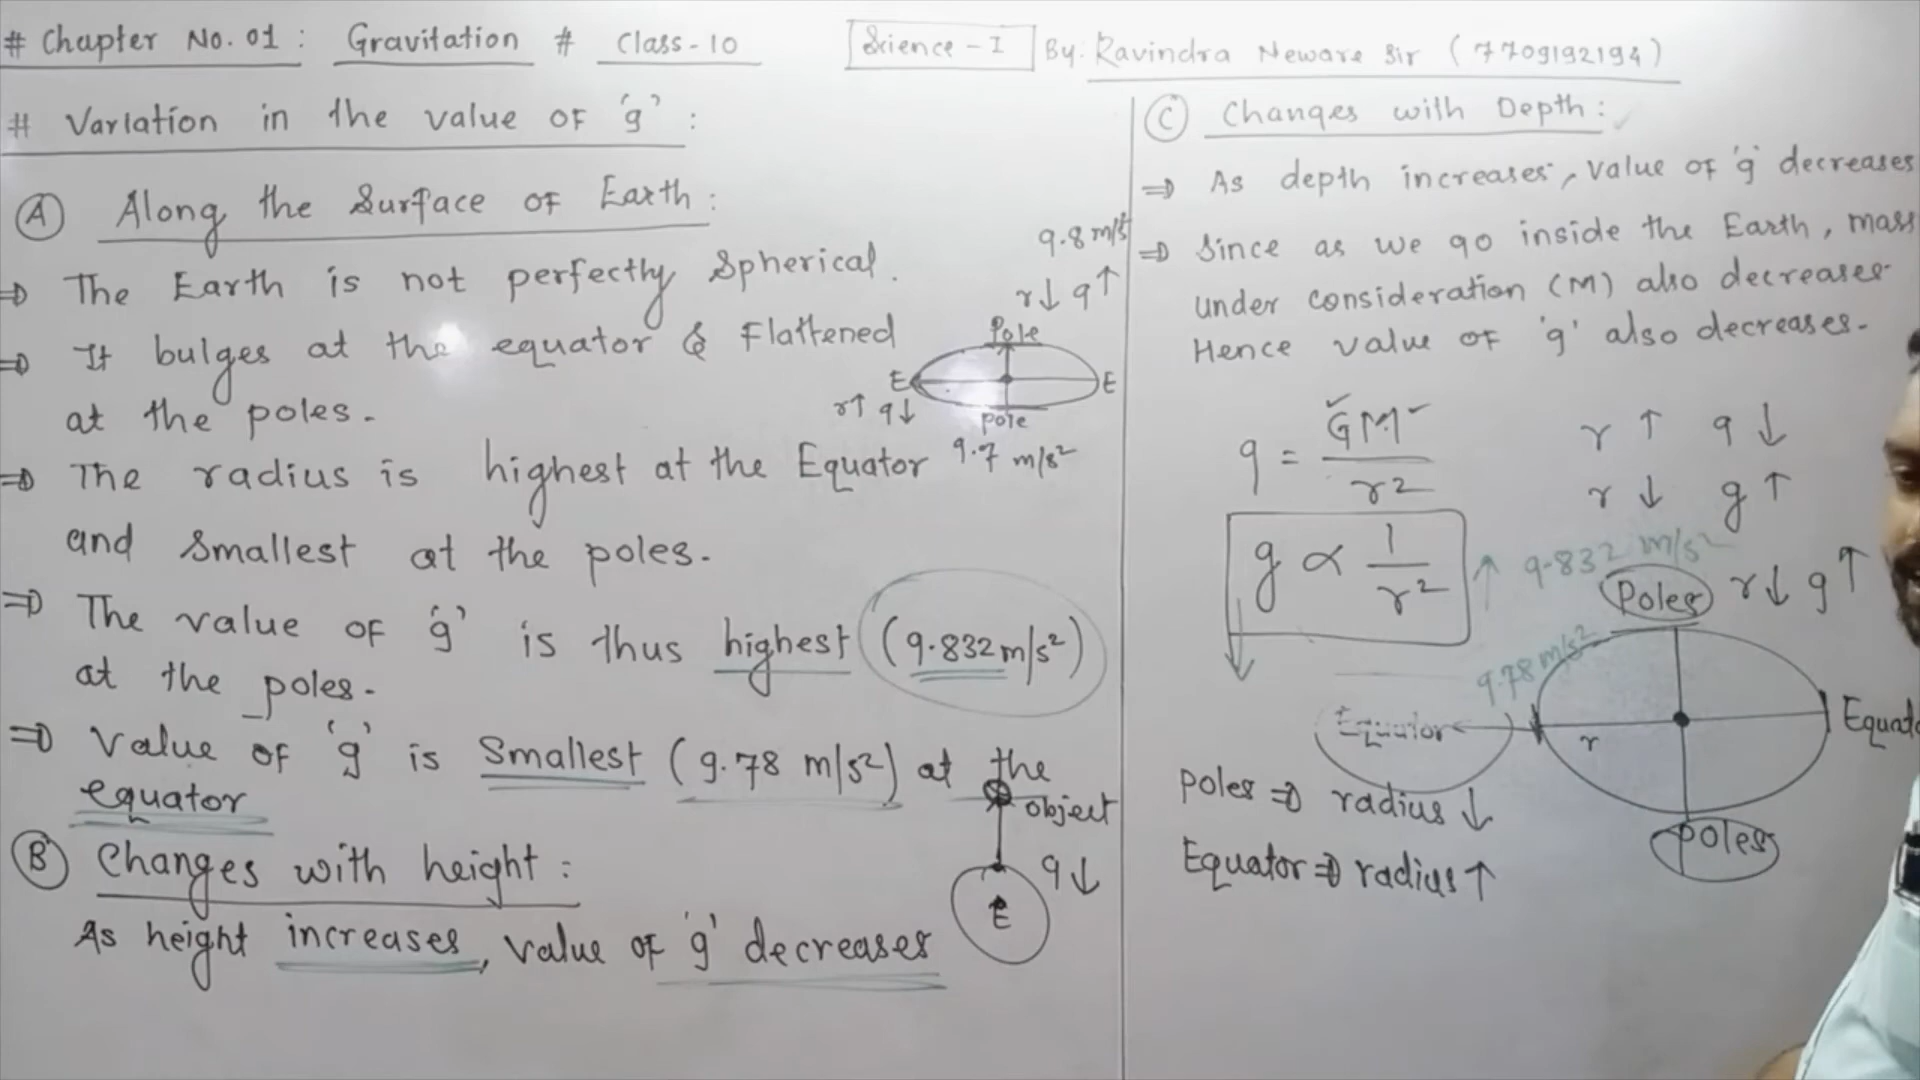 # Chapter No. 01 : Gravitation # Class-10
Science-I By: Ravindra Neware Sir (7709192194)
# Variation in the value of 'g' :
Ⓐ Along the Surface of Earth :
⇒ The Earth is not perfectly Spherical.
⇒ It bulges at the equator & Flattened
at the poles.
⇒ The radius is highest at the Equator
and smallest at the poles.
⇒ The value of 'g' is thus highest (9.832 m/s²)
at the poles.
⇒ Value of 'g' is Smallest (9.78 m/s²) at the
equator
Ⓑ Changes with height :
As height increases, value of 'g' decreases
9.8 m/s²
r↓ g↑
Pole
E E
r↑ g↓
pole
9.7 m/s²
object
g↓
E
Ⓒ Changes with Depth :
⇒ As depth increases, value of 'g' decreases
⇒ Since as we go inside the Earth, mass
under consideration (M) also decreases
Hence value of 'g' also decreases.
g = GM / r²
r ↑ g ↓
r ↓ g ↑
g ∝ 1 / r²
↑ 9.832 m/s²
Poles r↓ g↑
9.78 m/s²
Equator
r
Poles
poles ⇒ radius ↓
Equator ⇒ radius ↑